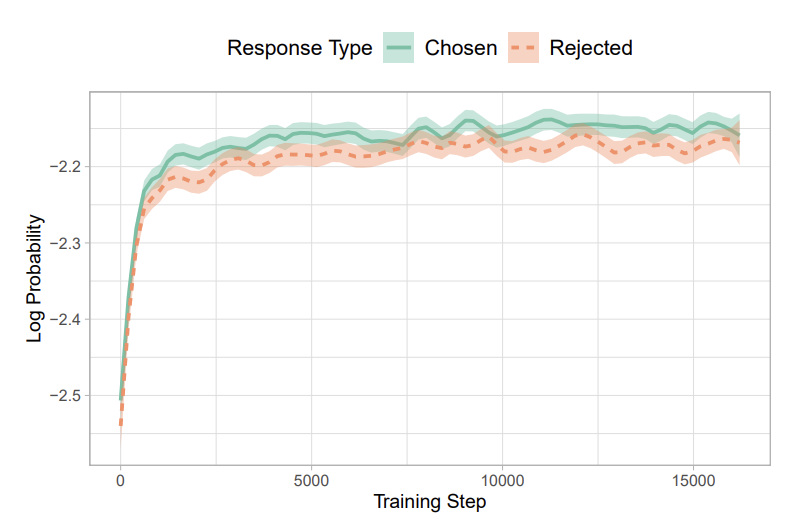 Response Type Chosen Rejected
Log Probability
−2.2
−2.3
−2.4
−2.5
0 5000 10000 15000
Training Step